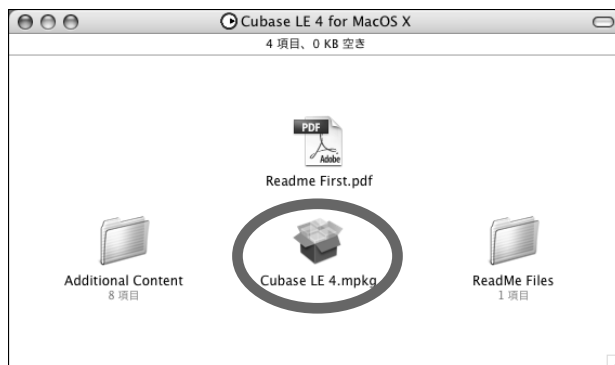 Cubase LE 4 for MacOS X
4 項目、0 KB 空き
PDF
Adobe
Readme First.pdf
Additional Content
8 項目
Cubase LE 4.mpkg
ReadMe Files
1 項目